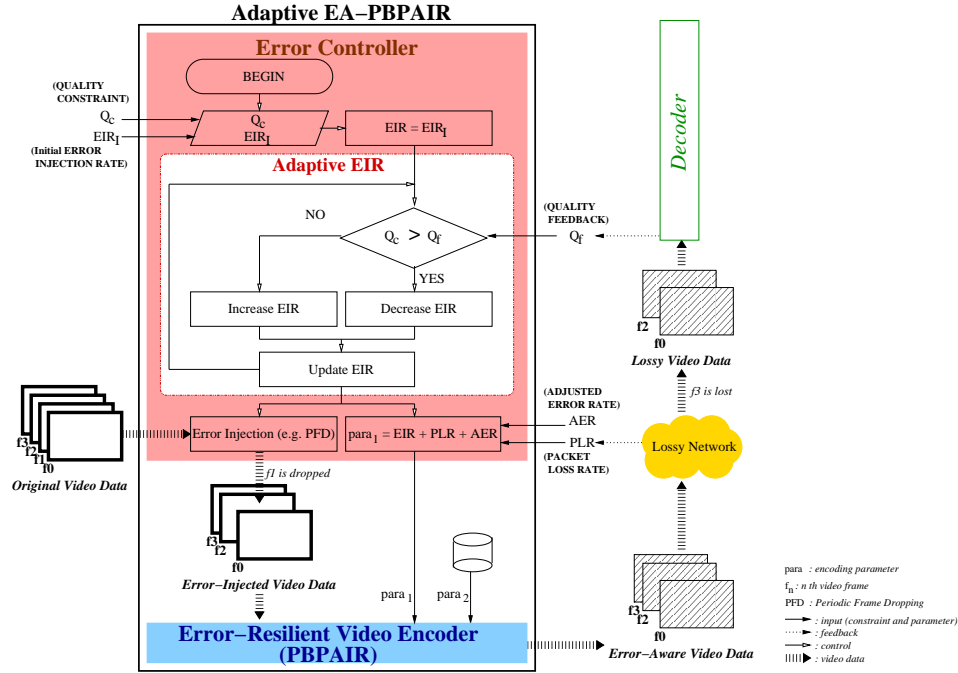 Adaptive EA−PBPAIR
Error Controller
BEGIN
(QUALITY
CONSTRAINT)
Qc
EIRI
(Initial ERROR
INJECTION RATE)
Qc
EIRI
EIR = EIRI
Adaptive EIR
NO
Qc > Qf
YES
Increase EIR
Decrease EIR
Update EIR
(QUALITY
FEEDBACK)
Qf
Decoder
f2
f0
Lossy Video Data
f3 is lost
(ADJUSTED
ERROR RATE)
AER
PLR
(PACKET
LOSS RATE)
Lossy Network
Error Injection (e.g. PFD)
para1 = EIR + PLR + AER
f3
f2
f1
f0
Original Video Data
f1 is dropped
f3
f2
f0
Error−Injected Video Data
para1
para2
Error−Resilient Video Encoder
(PBPAIR)
f3
f2
f0
Error−Aware Video Data
para : encoding parameter
fn : n th video frame
PFD : Periodic Frame Dropping
: input (constraint and parameter)
: feedback
: control
: video data